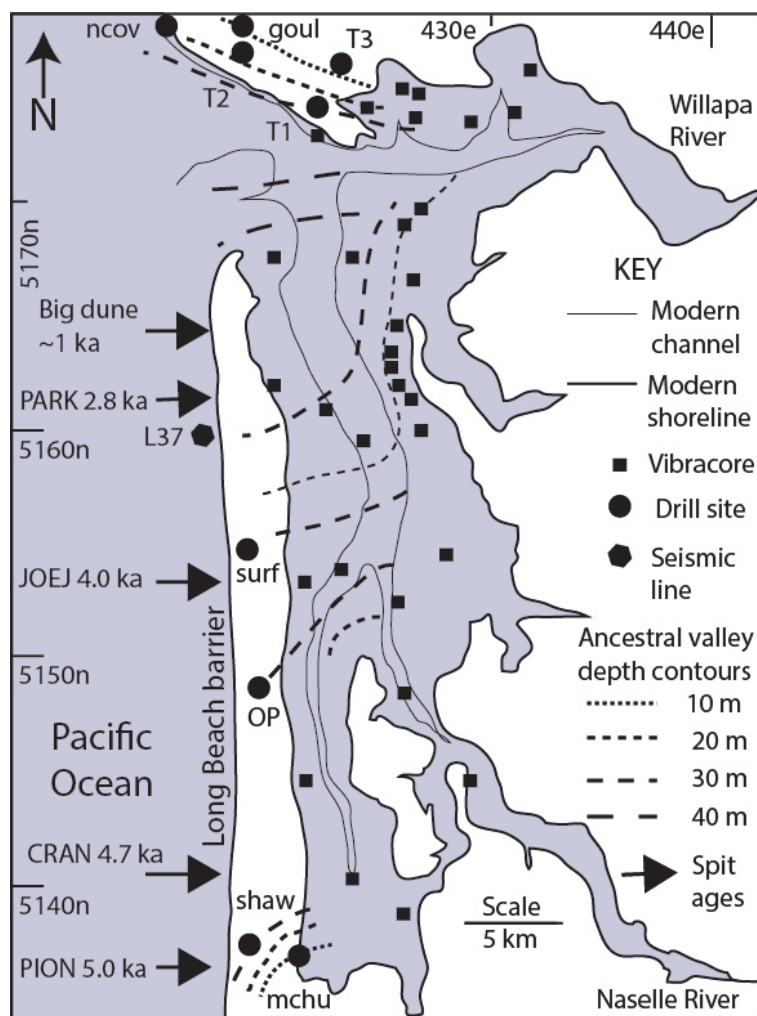 ncov
goul
T3
430e
440e
N
T2
T1
Willapa
River
5170n
KEY
Modern
channel
Modern
shoreline
Vibracore
Drill site
Seismic
line
Ancestral valley
depth contours
10 m
20 m
30 m
40 m
Spit
ages
Big dune
~1 ka
PARK 2.8 ka
L37
5160n
surf
JOEJ 4.0 ka
5150n
OP
Long Beach barrier
Pacific
Ocean
CRAN 4.7 ka
5140n
shaw
Scale
5 km
PION 5.0 ka
mchu
Naselle River